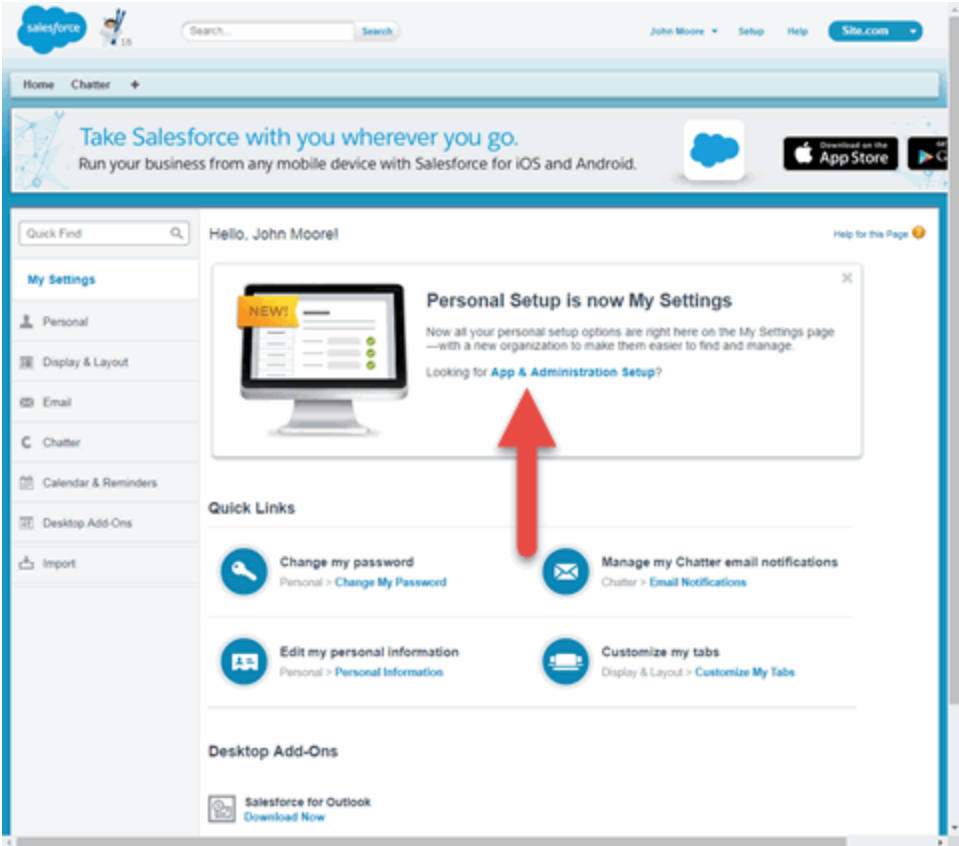 salesforce
18
Search...
Search
John Moore
Setup
Help
Site.com
Home
Chatter
+
Take Salesforce with you wherever you go.
Run your business from any mobile device with Salesforce for iOS and Android.
Download on the
App Store
GET
G
Quick Find
Hello, John Moore!
Help for this Page ?
My Settings
Personal
Display & Layout
Email
Chatter
Calendar & Reminders
Desktop Add-Ons
Import
NEW!
Personal Setup is now My Settings
Now all your personal setup options are right here on the My Settings page
—with a new organization to make them easier to find and manage.
Looking for App & Administration Setup?
Quick Links
Change my password
Personal > Change My Password
Manage my Chatter email notifications
Chatter > Email Notifications
Edit my personal information
Personal > Personal Information
Customize my tabs
Display & Layout > Customize My Tabs
Desktop Add-Ons
Salesforce for Outlook
Download Now